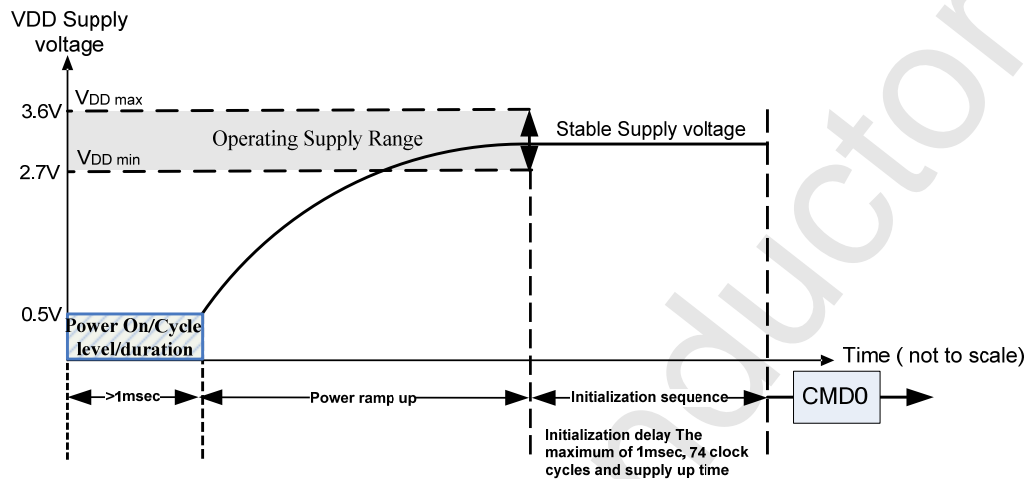 VDD Supply
voltage
3.6V
VDD max
Operating Supply Range
Stable Supply voltage
VDD min
2.7V
0.5V
Power On/Cycle
level/duration
Time ( not to scale)
>1msec
Power ramp up
Initialization sequence
CMD0
Initialization delay The
maximum of 1msec, 74 clock
cycles and supply up time